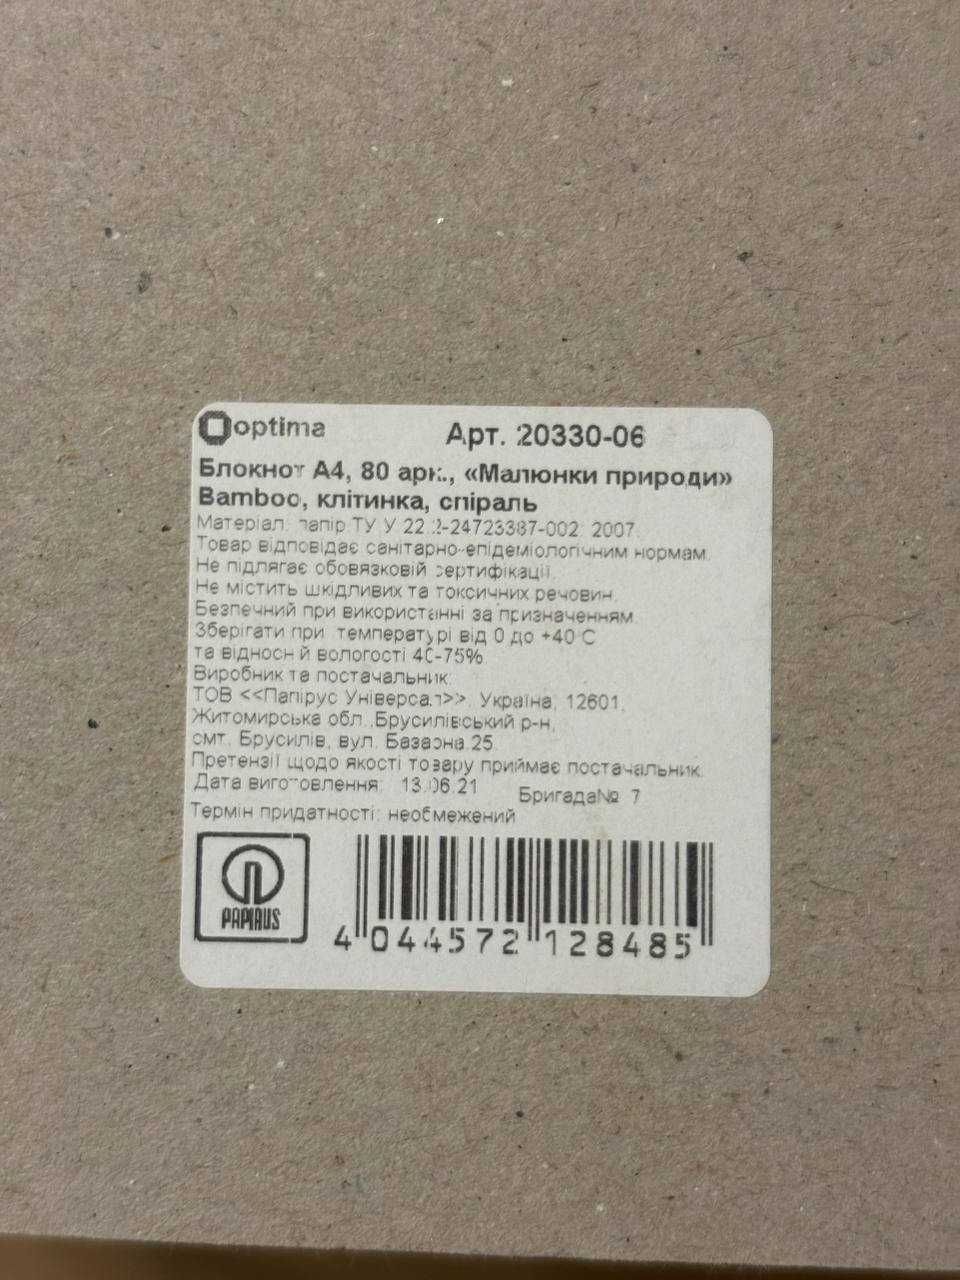 optima
Арт. 20330-06
Блокнот А4, 80 арк., «Малюнки природи»
Bamboo, клітинка, спіраль
Матеріал: папір ТУ У 22.2-24723387-002: 2007.
Товар відповідає санітарно-епідеміологічним нормам.
Не підлягає обовязковій сертифікації.
Не містить шкідливих та токсичних речовин.
Безпечний при використанні за призначенням.
Зберігати при температурі від 0 до +40°С
та відносній вологості 40-75%
Виробник та постачальник:
ТОВ <<Папірус Універсал>>. Україна, 12601,
Житомирська обл.,Брусилівський р-н,
смт. Брусилів, вул. Базарна,25.
Претензії щодо якості товару приймає постачальник.
Дата виготовлення: 13.06.21 Бригада№ 7
Термін придатності: необмежений
PAPIRUS
4 044572 128485